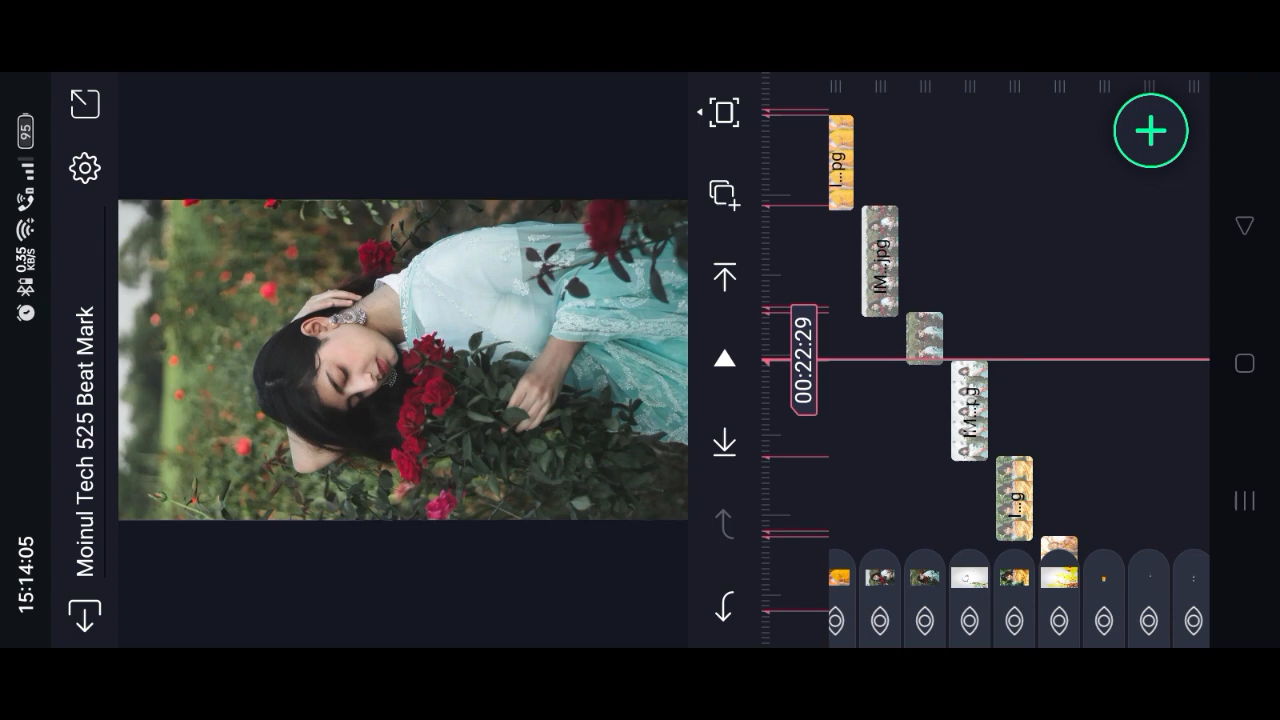 15:14:05
0.35
KB/S
95
Moinul Tech 525 Beat Mark
00:22:29
I...pg
IM...jpg
IM...pg
I...g